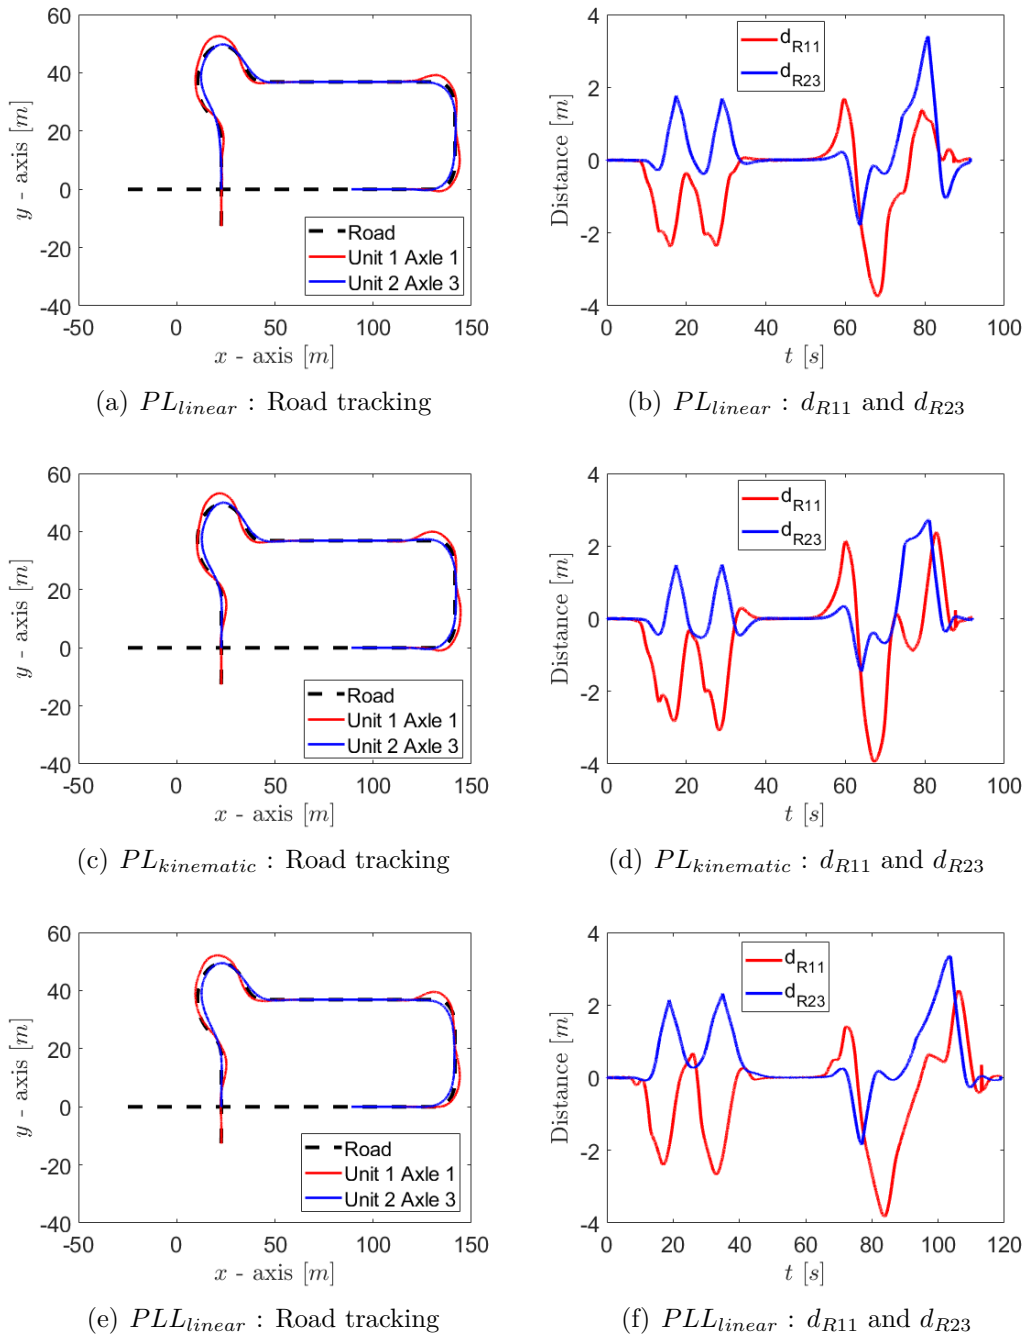 60
40
20
0
-20
-40
-50
0
50
100
150
y - axis [m]
x - axis [m]
Road
Unit 1 Axle 1
Unit 2 Axle 3
(a) PL_linear : Road tracking
4
2
0
-2
-4
0
20
40
60
80
100
Distance [m]
t [s]
d_R11
d_R23
(b) PL_linear : d_R11 and d_R23
60
40
20
0
-20
-40
-50
0
50
100
150
y - axis [m]
x - axis [m]
Road
Unit 1 Axle 1
Unit 2 Axle 3
(c) PL_kinematic : Road tracking
4
2
0
-2
-4
0
20
40
60
80
100
Distance [m]
t [s]
d_R11
d_R23
(d) PL_kinematic : d_R11 and d_R23
60
40
20
0
-20
-40
-50
0
50
100
150
y - axis [m]
x - axis [m]
Road
Unit 1 Axle 1
Unit 2 Axle 3
(e) PLL_linear : Road tracking
4
2
0
-2
-4
0
20
40
60
80
100
120
Distance [m]
t [s]
d_R11
d_R23
(f) PLL_linear : d_R11 and d_R23